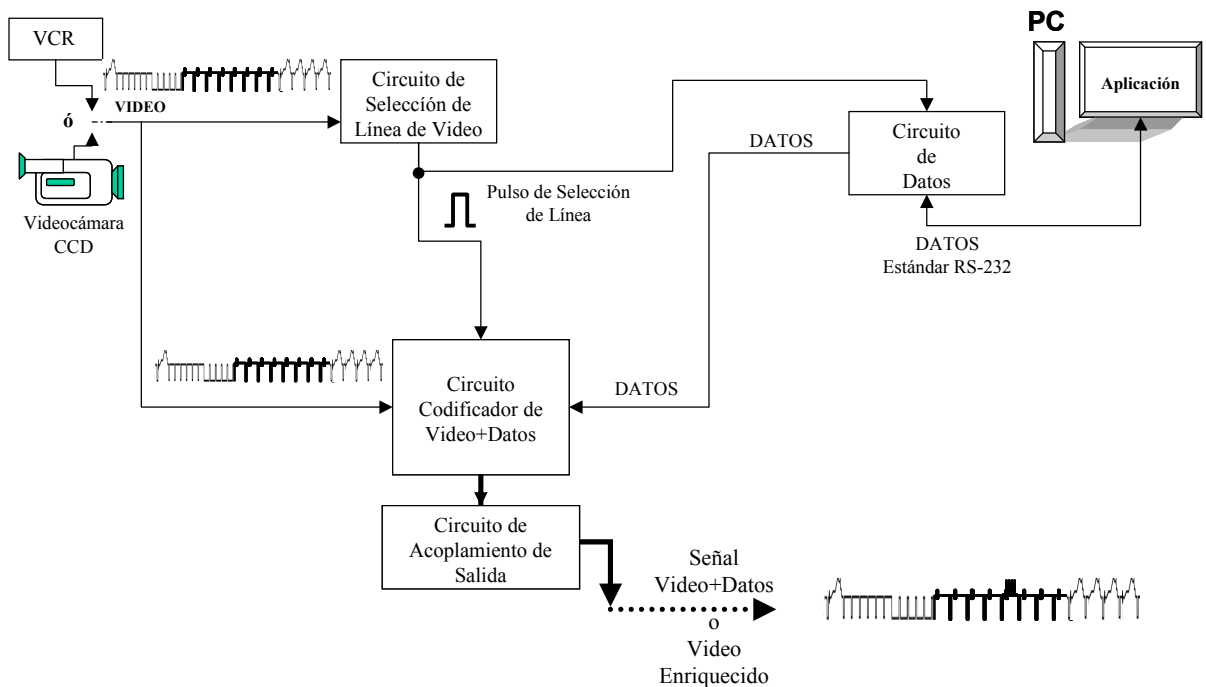 VCR
VIDEO
ó
Videocámara
CCD
Circuito de
Selección de
Línea de Video
Pulso de Selección
de Línea
DATOS
Circuito
de
Datos
PC
Aplicación
DATOS
Estándar RS-232
Circuito
Codificador de
Video+Datos
DATOS
Circuito de
Acoplamiento de
Salida
Señal
Video+Datos
o
Video
Enriquecido